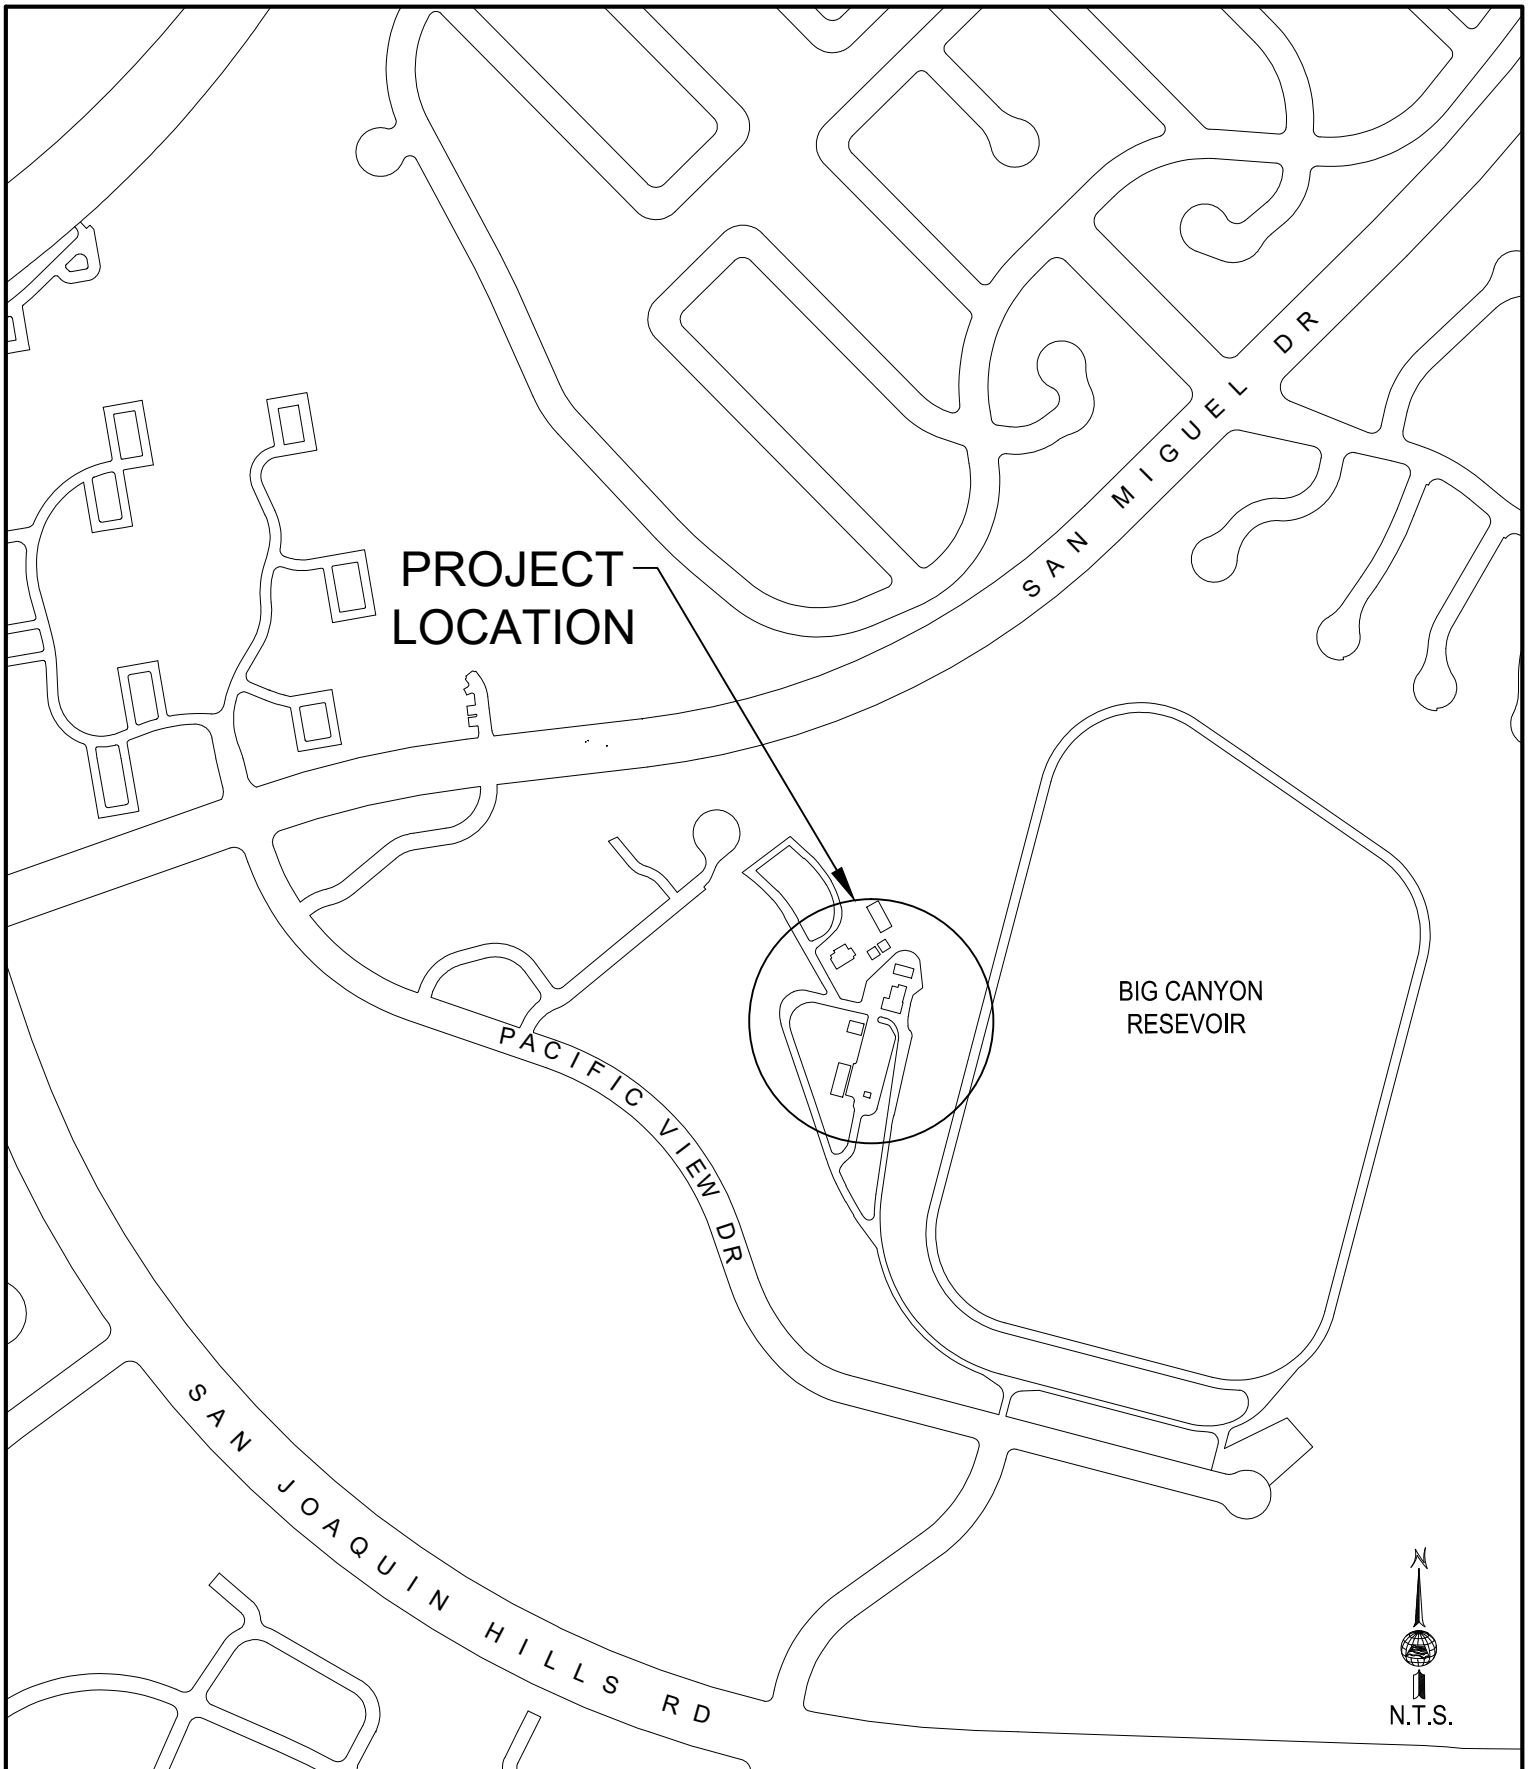 SAN MIGUEL DR
PROJECT
LOCATION
BIG CANYON
RESEVOIR
PACIFIC VIEW DR
SAN JOAQUIN HILLS RD
N
N.T.S.